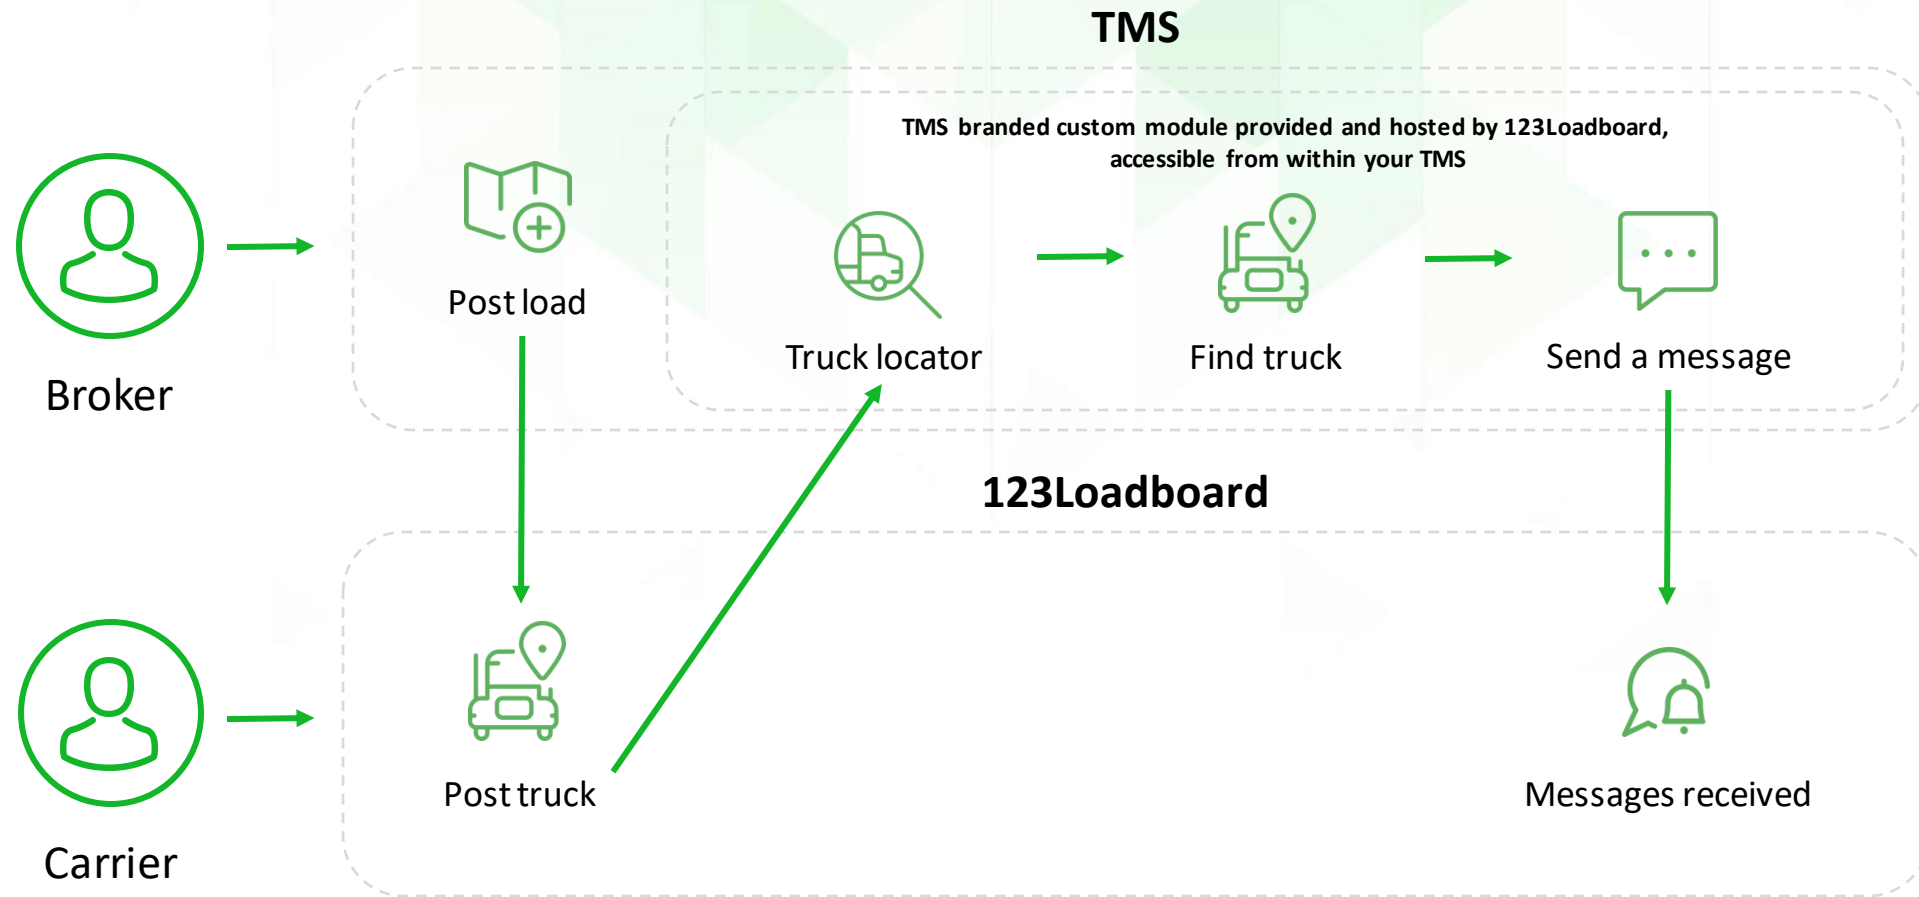 TMS
TMS branded custom module provided and hosted by 123Loadboard,
accessible from within your TMS
Post load
Truck locator
Find truck
Send a message
Broker
123Loadboard
Post truck
Messages received
Carrier